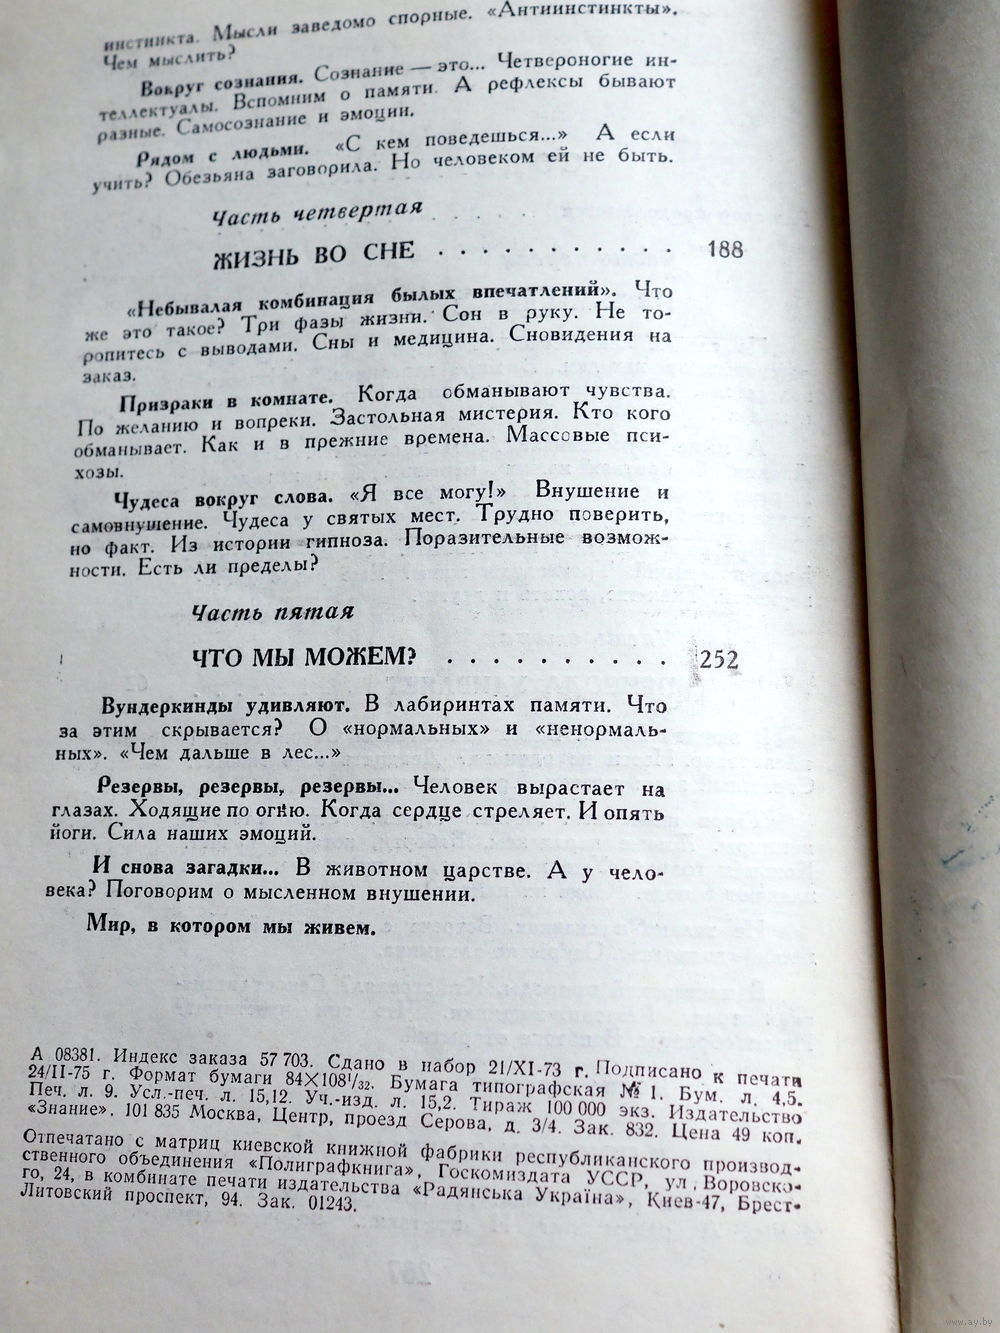 инстинкта. Мысли заведомо спорные. «Антиинстинкты».
Чем мыслить?
Вокруг сознания. Сознание — это... Четвероногие ин-
теллектуалы. Вспомним о памяти. А рефлексы бывают
разные. Самосознание и эмоции.
Рядом с людьми. «С кем поведешься...» А если
учить? Обезьяна заговорила. Но человеком ей не быть.
Часть четвертая
ЖИЗНЬ ВО СНЕ . . . . . . . . . . . 188
«Небывалая комбинация былых впечатлений». Что
же это такое? Три фазы жизни. Сон в руку. Не то-
ропитесь с выводами. Сны и медицина. Сновидения на
заказ.
Призраки в комнате. Когда обманывают чувства.
По желанию и вопреки. Застольная мистерия. Кто кого
обманывает. Как и в прежние времена. Массовые пси-
хозы.
Чудеса вокруг слова. «Я все могу!» Внушение и
самовнушение. Чудеса у святых мест. Трудно поверить,
но факт. Из истории гипноза. Поразительные возмож-
ности. Есть ли пределы?
Часть пятая
ЧТО МЫ МОЖЕМ? . . . . . . . . . . 252
Вундеркинды удивляют. В лабиринтах памяти. Что
за этим скрывается? О «нормальных» и «ненормаль-
ных». «Чем дальше в лес...»
Резервы, резервы, резервы... Человек вырастает на
глазах. Ходящие по огню. Когда сердце стреляет. И опять
йоги. Сила наших эмоций.
И снова загадки... В животном царстве. А у чело-
века? Поговорим о мысленном внушении.
Мир, в котором мы живем.
А 08381. Индекс заказа 57 703. Сдано в набор 21/XI-73 г. Подписано к печати
24/II-75 г. Формат бумаги 84×108¹/₃₂. Бумага типографская № 1. Бум. л. 4,5.
Печ. л. 9. Усл.-печ. л. 15,12. Уч.-изд. л. 15,2. Тираж 100 000 экз. Издательство
«Знание». 101 835 Москва, Центр, проезд Серова, д. 3/4. Зак. 832. Цена 49 коп.
Отпечатано с матриц киевской книжной фабрики республиканского производ-
ственного объединения «Полиграфкнига», Госкомиздата УССР, ул. Воровско-
го, 24, в комбинате печати издательства «Радянська Україна», Киев-47, Брест-
Литовский проспект, 94. Зак. 01243.
www.ay.by